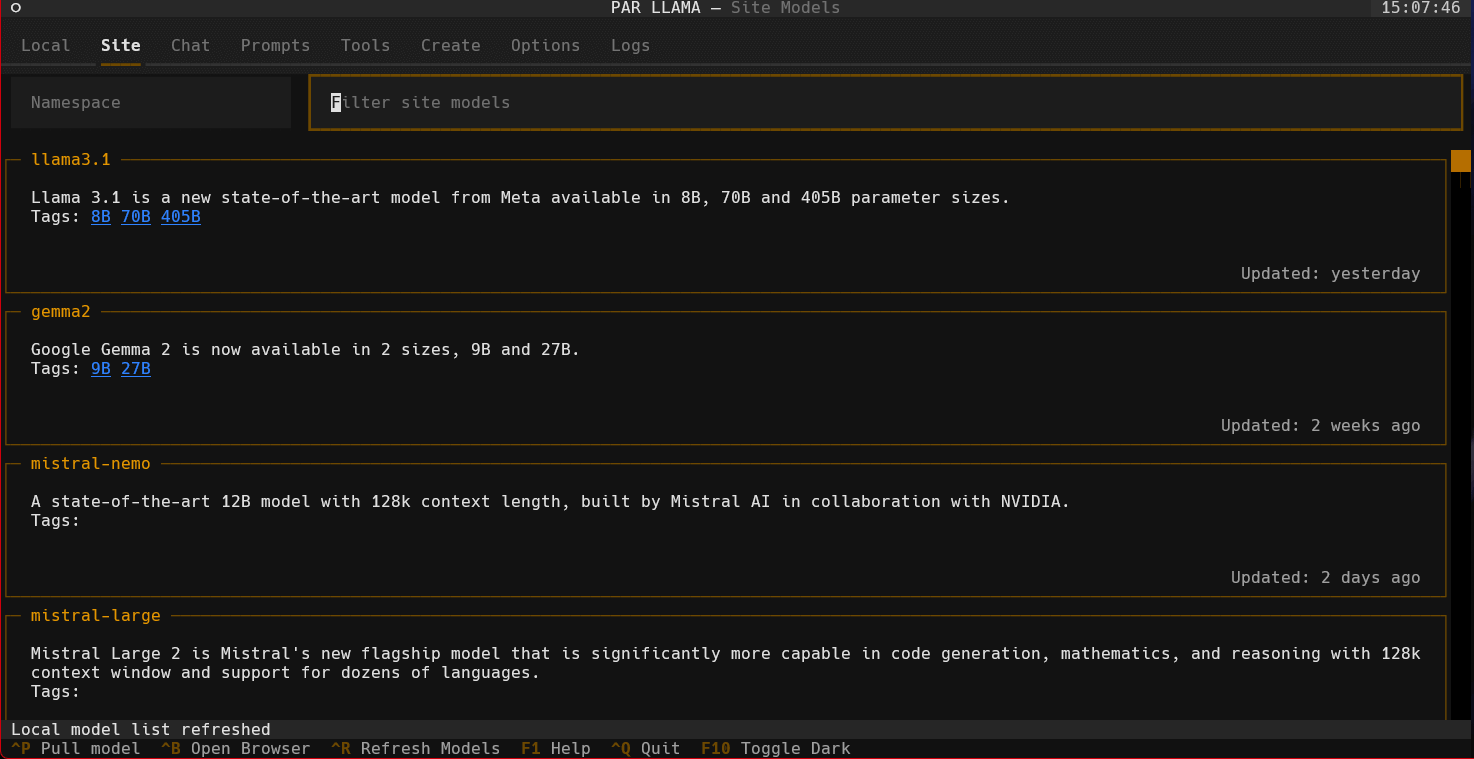 PAR LLAMA — Site Models 15:07:46
Local Site Chat Prompts Tools Create Options Logs
Namespace Filter site models
llama3.1
Llama 3.1 is a new state-of-the-art model from Meta available in 8B, 70B and 405B parameter sizes.
Tags: 8B 70B 405B
Updated: yesterday
gemma2
Google Gemma 2 is now available in 2 sizes, 9B and 27B.
Tags: 9B 27B
Updated: 2 weeks ago
mistral-nemo
A state-of-the-art 12B model with 128k context length, built by Mistral AI in collaboration with NVIDIA.
Tags:
Updated: 2 days ago
mistral-large
Mistral Large 2 is Mistral's new flagship model that is significantly more capable in code generation, mathematics, and reasoning with 128k
context window and support for dozens of languages.
Tags:
Local model list refreshed
^P Pull model ^B Open Browser ^R Refresh Models F1 Help ^Q Quit F10 Toggle Dark